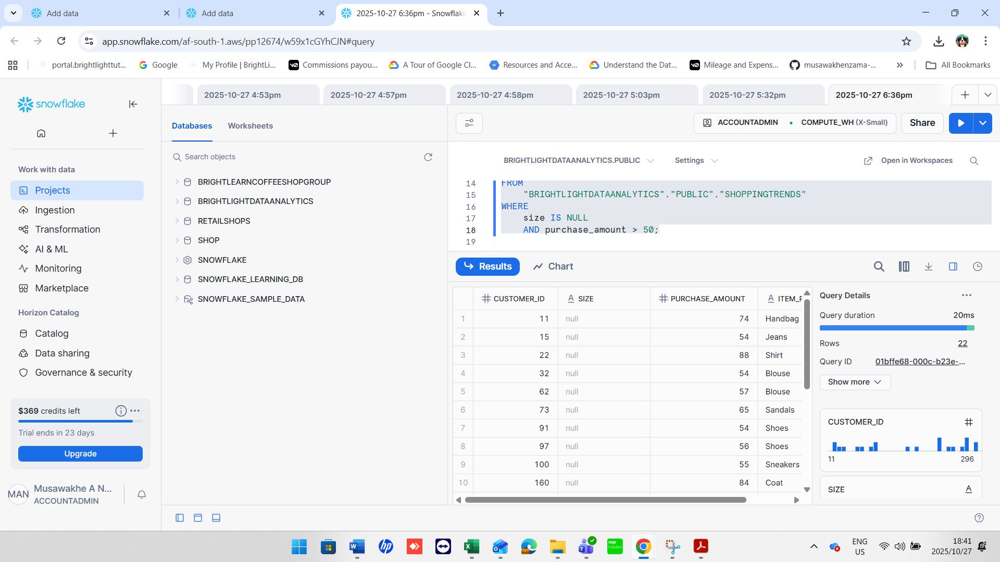 Add data
Add data
2025-10-27 6:36pm - Snowflake
app.snowflake.com/af-south-1.aws/pp12674/w59x1cGYhCJN#query
portal.brightlighttut...
Google
My Profile | BrightLi...
Commissions payou...
A Tour of Google Cl...
Resources and Acce...
Understand the Dat...
Mileage and Expens...
musawakhenzama-...
All Bookmarks
snowflake
2025-10-27 4:53pm
2025-10-27 4:57pm
2025-10-27 4:58pm
2025-10-27 5:03pm
2025-10-27 5:32pm
2025-10-27 6:36pm
Work with data
Projects
Ingestion
Transformation
AI & ML
Monitoring
Marketplace
Horizon Catalog
Catalog
Data sharing
Governance & security
$369 credits left
Trial ends in 23 days
Upgrade
MAN
Musawakhe A N...
ACCOUNTADMIN
Databases
Worksheets
Search objects
BRIGHTLEARNCOFFEESHOPGROUP
BRIGHTLIGHTDATAANALYTICS
RETAILSHOPS
SHOP
SNOWFLAKE
SNOWFLAKE_LEARNING_DB
SNOWFLAKE_SAMPLE_DATA
ACCOUNTADMIN • COMPUTE_WH (X-Small)
Share
BRIGHTLIGHTDATAANALYTICS.PUBLIC
Settings
Open in Workspaces
14 FROM
15 "BRIGHTLIGHTDATAANALYTICS"."PUBLIC"."SHOPPINGTRENDS"
16 WHERE
17 size IS NULL
18 AND purchase_amount > 50;
19
Results
Chart
CUSTOMER_ID A SIZE PURCHASE_AMOUNT A ITEM_P
1 11 null 74 Handbag
2 15 null 54 Jeans
3 22 null 88 Shirt
4 32 null 54 Blouse
5 62 null 57 Blouse
6 73 null 65 Sandals
7 91 null 54 Shoes
8 97 null 56 Shoes
9 100 null 55 Sneakers
10 160 null 84 Coat
Query Details
Query duration 20ms
Rows 22
Query ID 01bffe68-000c-b23e-...
Show more
CUSTOMER_ID
11 296
SIZE A
ENG
US
18:41
2025/10/27